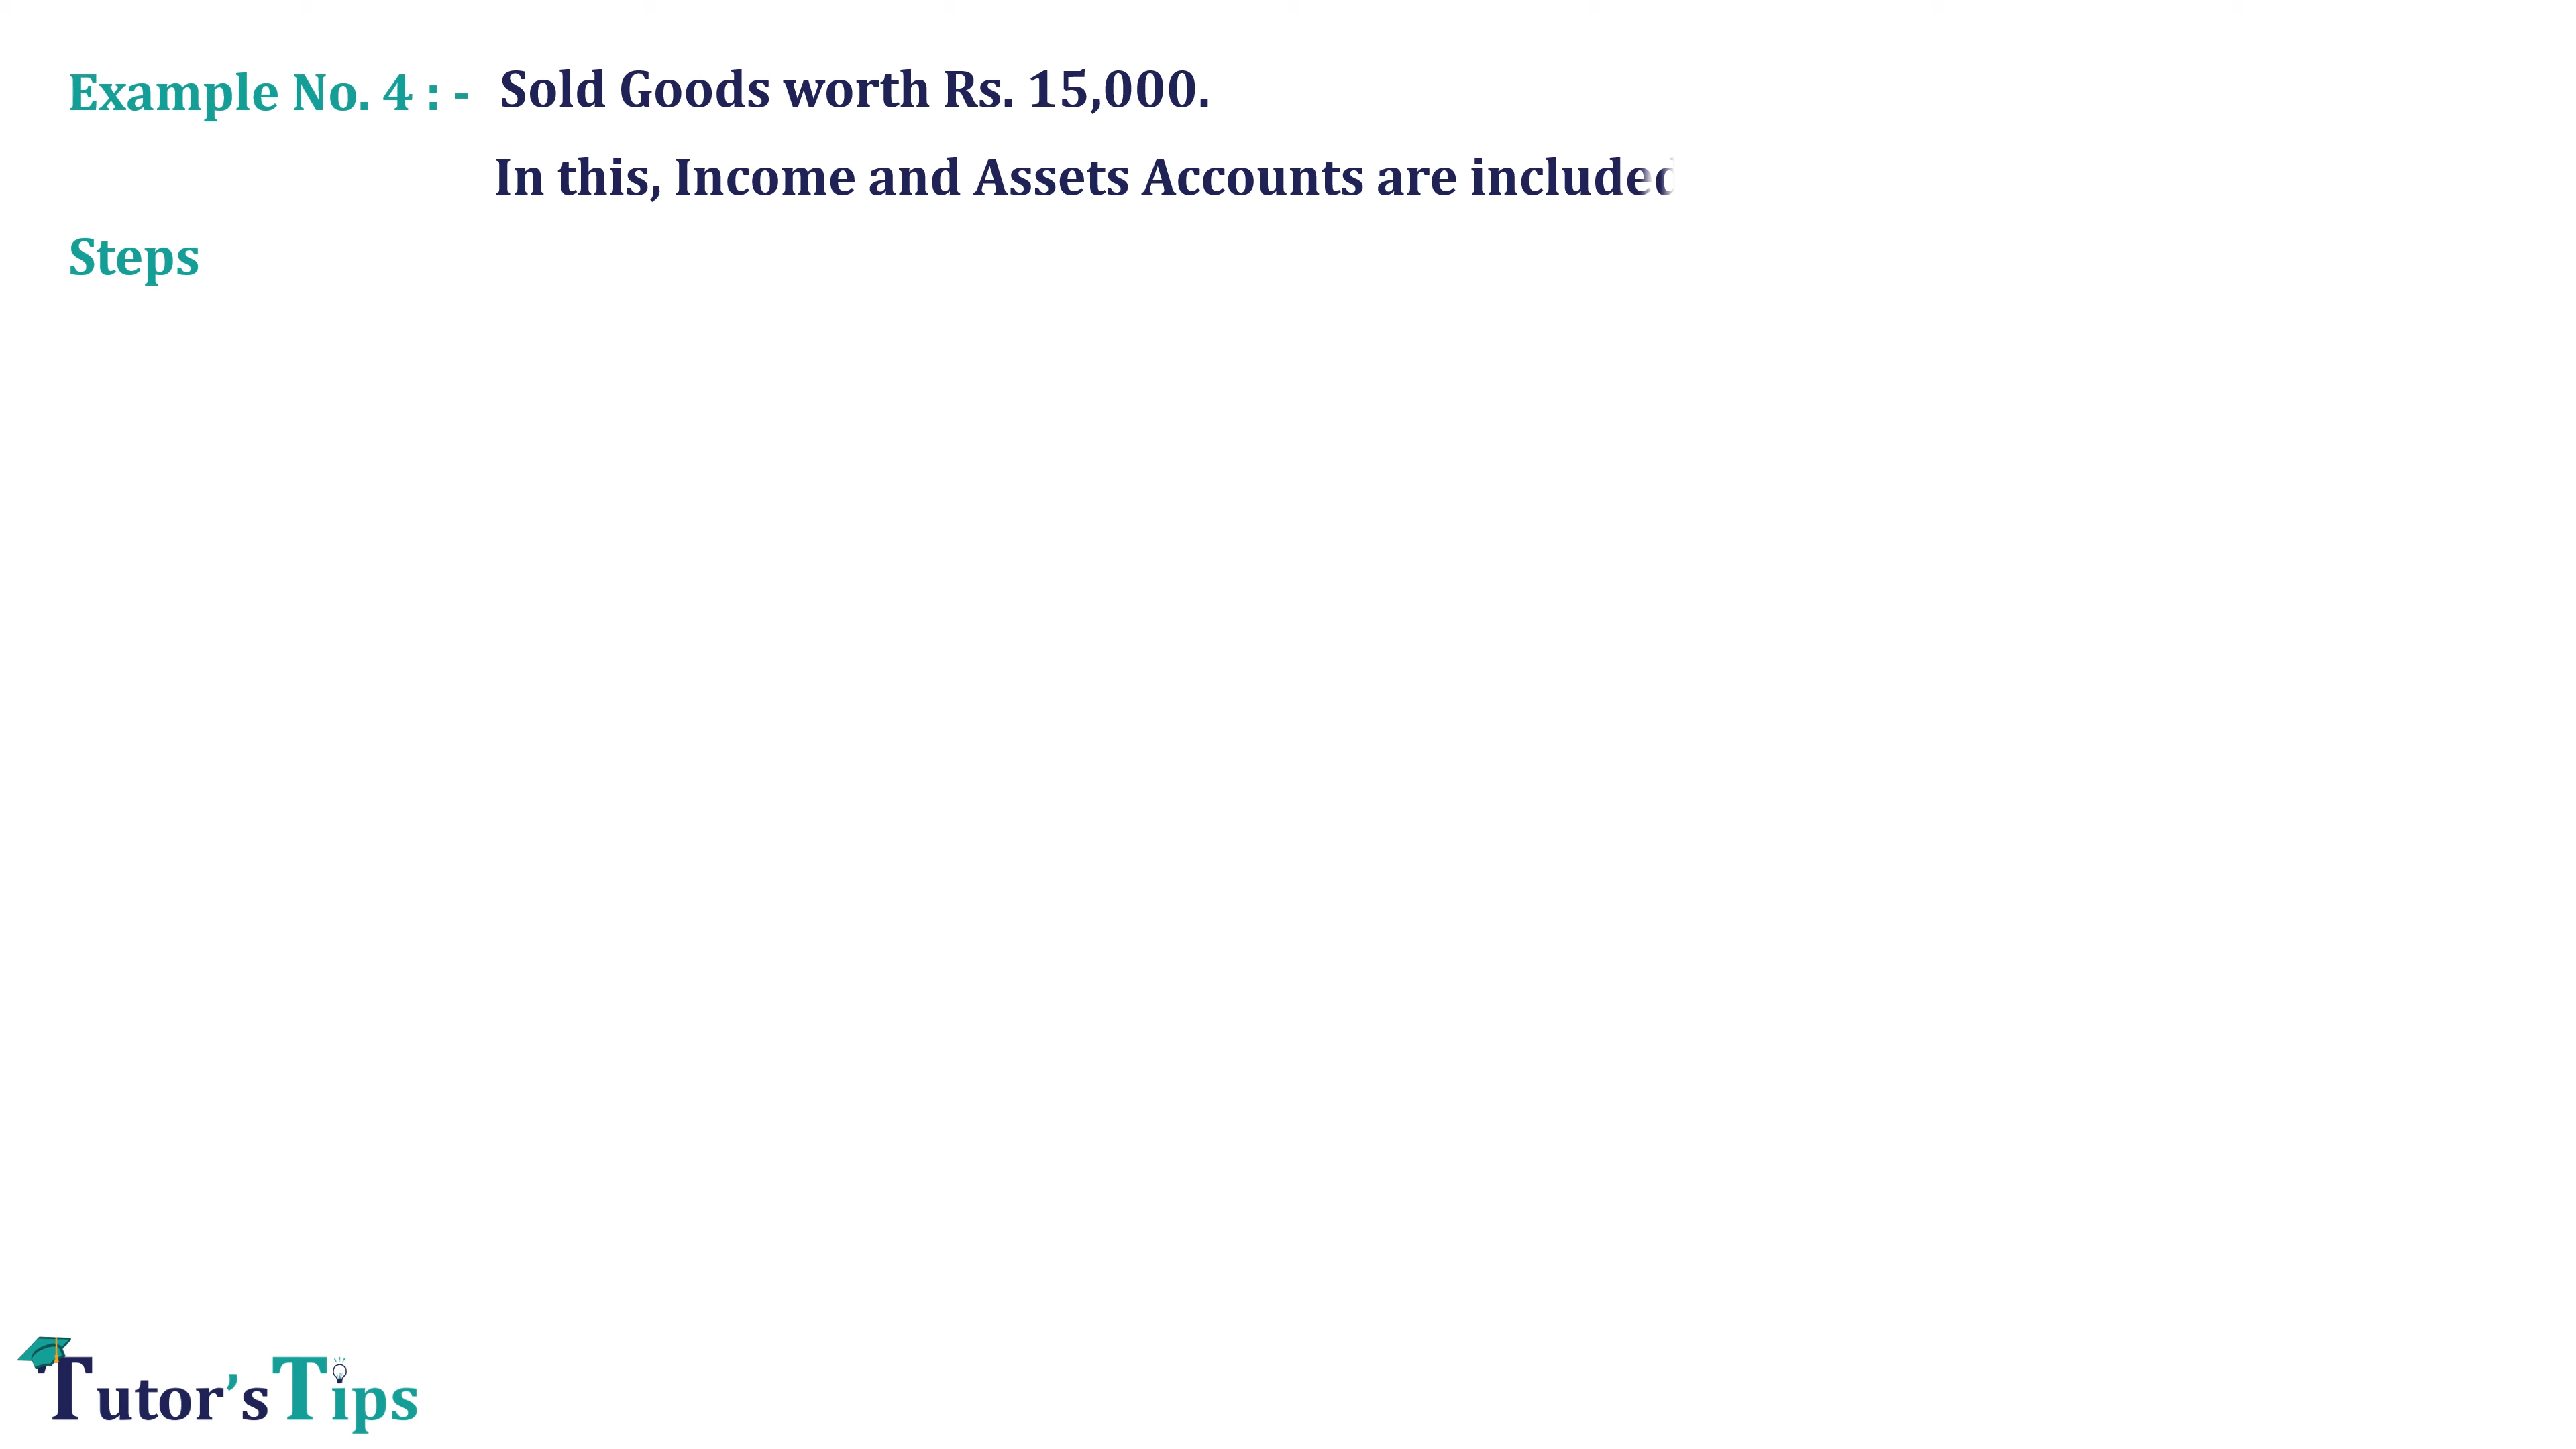 Example No. 4 : - Sold Goods worth Rs. 15,000.
In this, Income and Assets Accounts are included
Steps
Tutor’s Tips